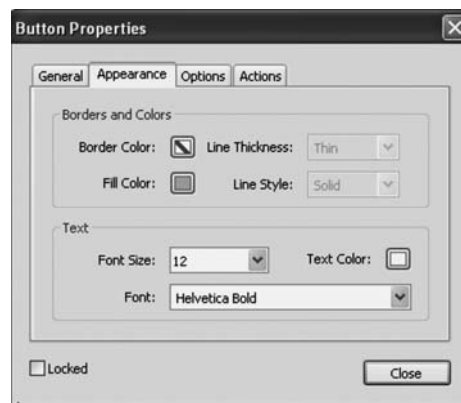 Button Properties
General Appearance Options Actions
Borders and Colors
Border Color: Line Thickness: Thin
Fill Color: Line Style: Solid
Text
Font Size: 12 Text Color:
Font: Helvetica Bold
Locked Close